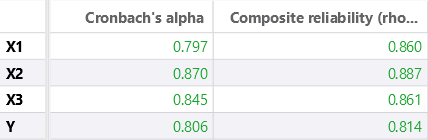 Cronbach's alpha Composite reliability (rho...
X1 0.797 0.860
X2 0.870 0.887
X3 0.845 0.861
Y 0.806 0.814